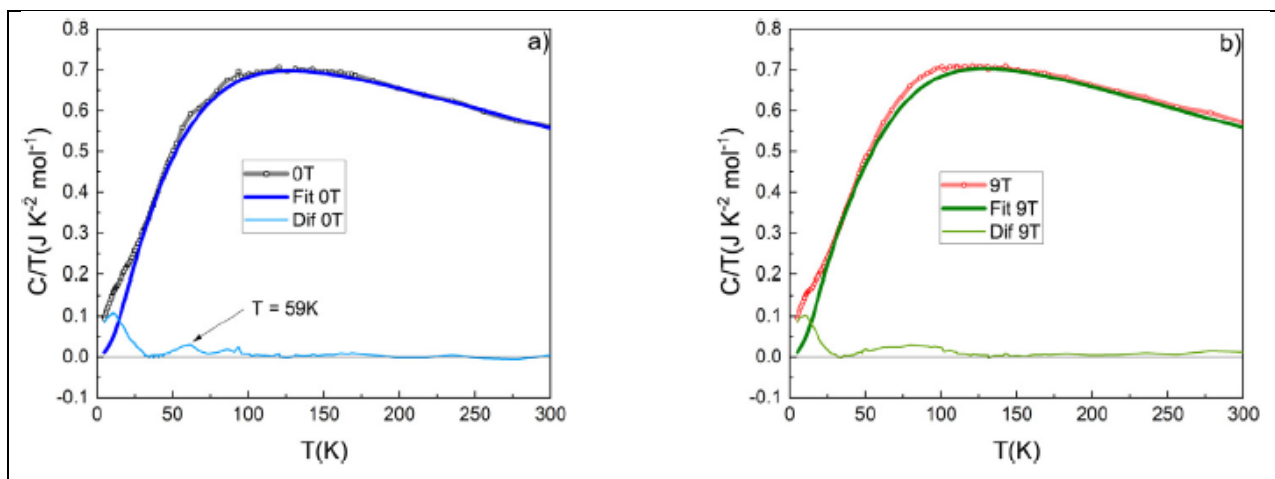 a)
0.8
0.7
0.6
0.5
0.4
0.3
0.2
0.1
0.0
-0.1
C/T(J K⁻² mol⁻¹)
0T
Fit 0T
Dif 0T
T = 59K
0 50 100 150 200 250 300
T(K)
b)
0.8
0.7
0.6
0.5
0.4
0.3
0.2
0.1
0.0
-0.1
C/T(J K⁻² mol⁻¹)
9T
Fit 9T
Dif 9T
0 50 100 150 200 250 300
T(K)